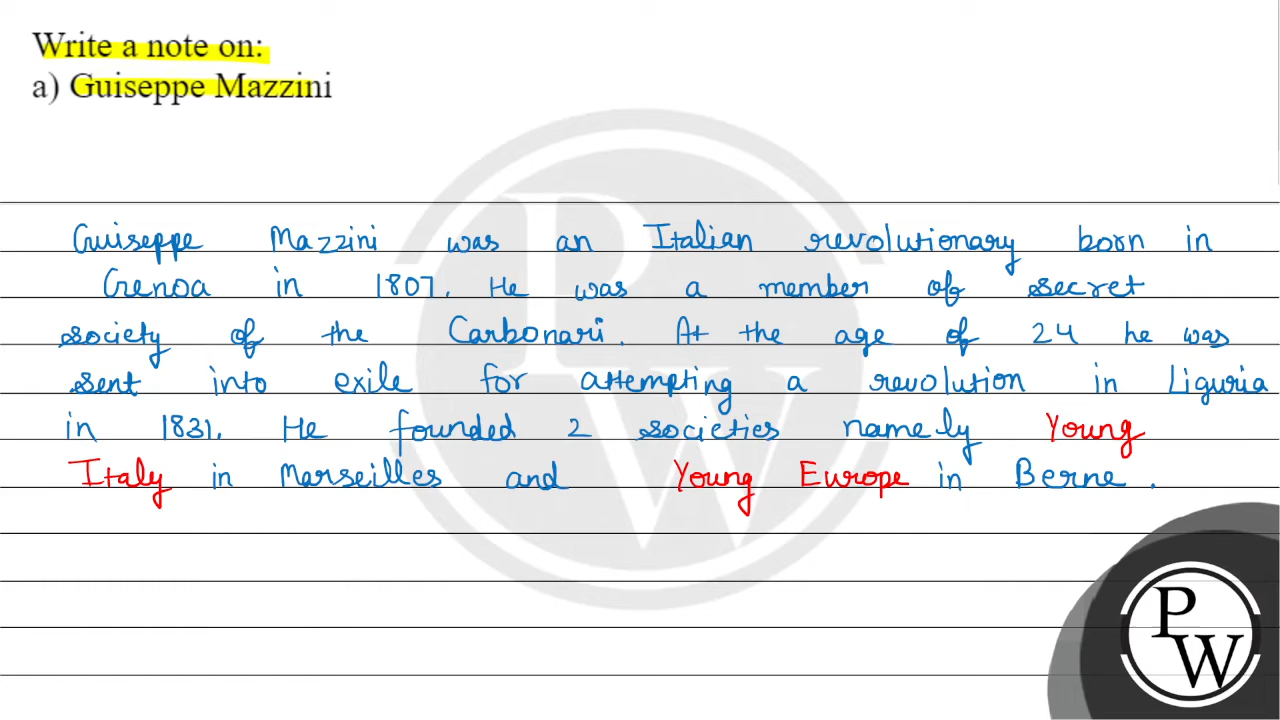 Write a note on:
a) Guiseppe Mazzini
Guiseppe Mazzini was an Italian revolutionary born in
Genoa in 1807. He was a member of secret
society of the Carbonari. At the age of 24 he was
sent into exile for attempting a revolution in Liguria
in 1831. He founded 2 societies namely Young
Italy in Marseilles and Young Europe in Berne.
P
W
PW